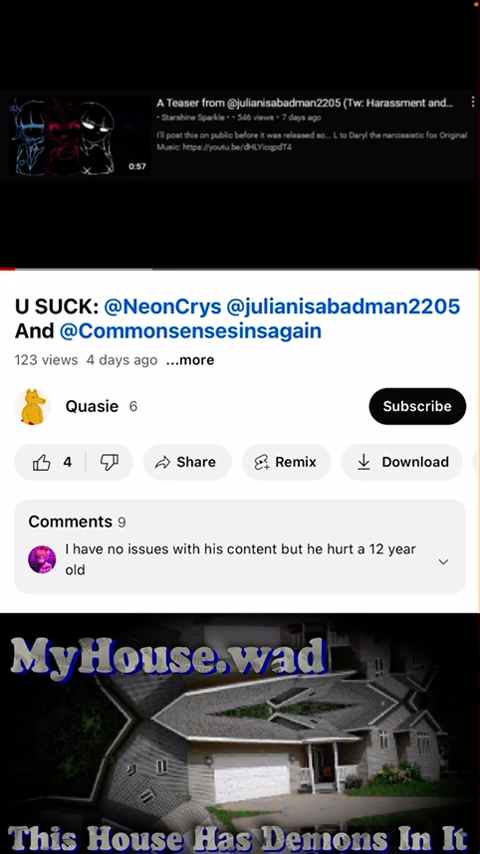 A Teaser from @julianisabadman2205 (Tw: Harassment and...
• Starshine Sparkle • • 546 views • 7 days ago
I'll post this on public before it was released so... L to Daryl the narcissistic fox Original
Music: https://youtu.be/dHLYicqpdT4
0:57
U SUCK: @NeonCrys @julianisabadman2205
And @Commonsensesinsagain
123 views 4 days ago ...more
Quasie 6
Subscribe
4 Share Remix Download
Comments 9
I have no issues with his content but he hurt a 12 year
old
MyHouse.wad
This House Has Demons In It